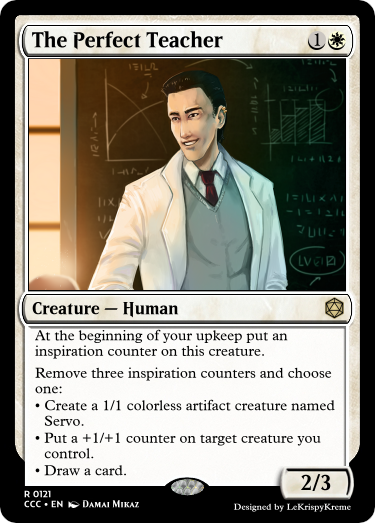 The Perfect Teacher 1
Creature — Human
At the beginning of your upkeep put an
inspiration counter on this creature.
Remove three inspiration counters and choose
one:
• Create a 1/1 colorless artifact creature named
Servo.
• Put a +1/+1 counter on target creature you
control.
• Draw a card.
2/3
R 0121
CCC • EN Damai Mikaz
Designed by LeKrispyKreme